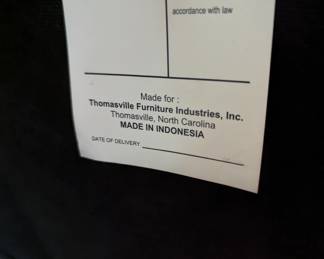 accordance with law
Made for :
Thomasville Furniture Industries, Inc.
Thomasville, North Carolina
MADE IN INDONESIA
DATE OF DELIVERY